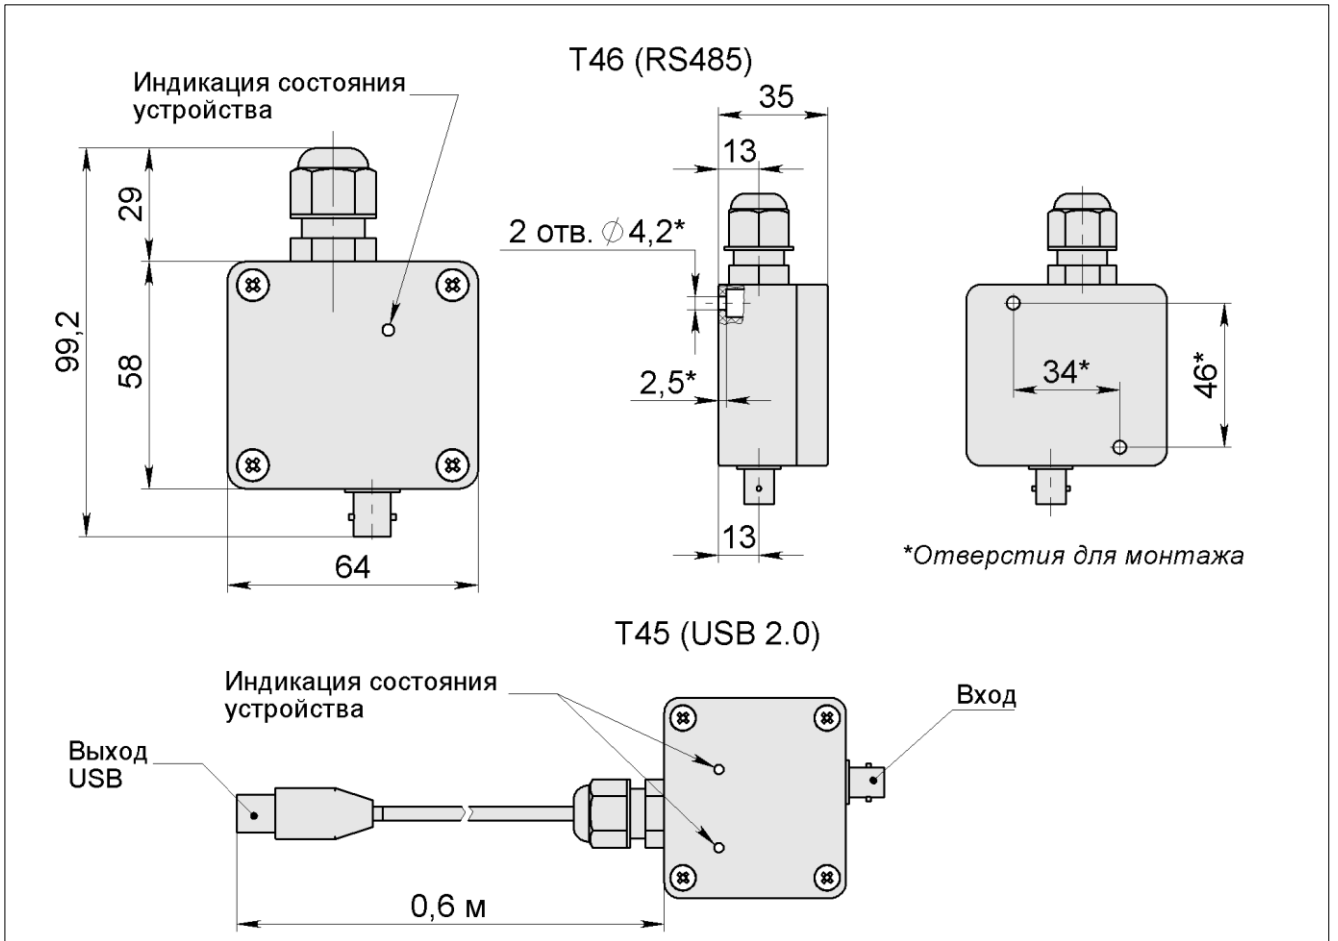 T46 (RS485)
Индикация состояния
устройства
35
13
29
2 отв. ∅ 4,2*
99,2
58
2,5*
34*
46*
13
64
*Отверстия для монтажа
T45 (USB 2.0)
Индикация состояния
устройства
Вход
Выход
USB
0,6 м